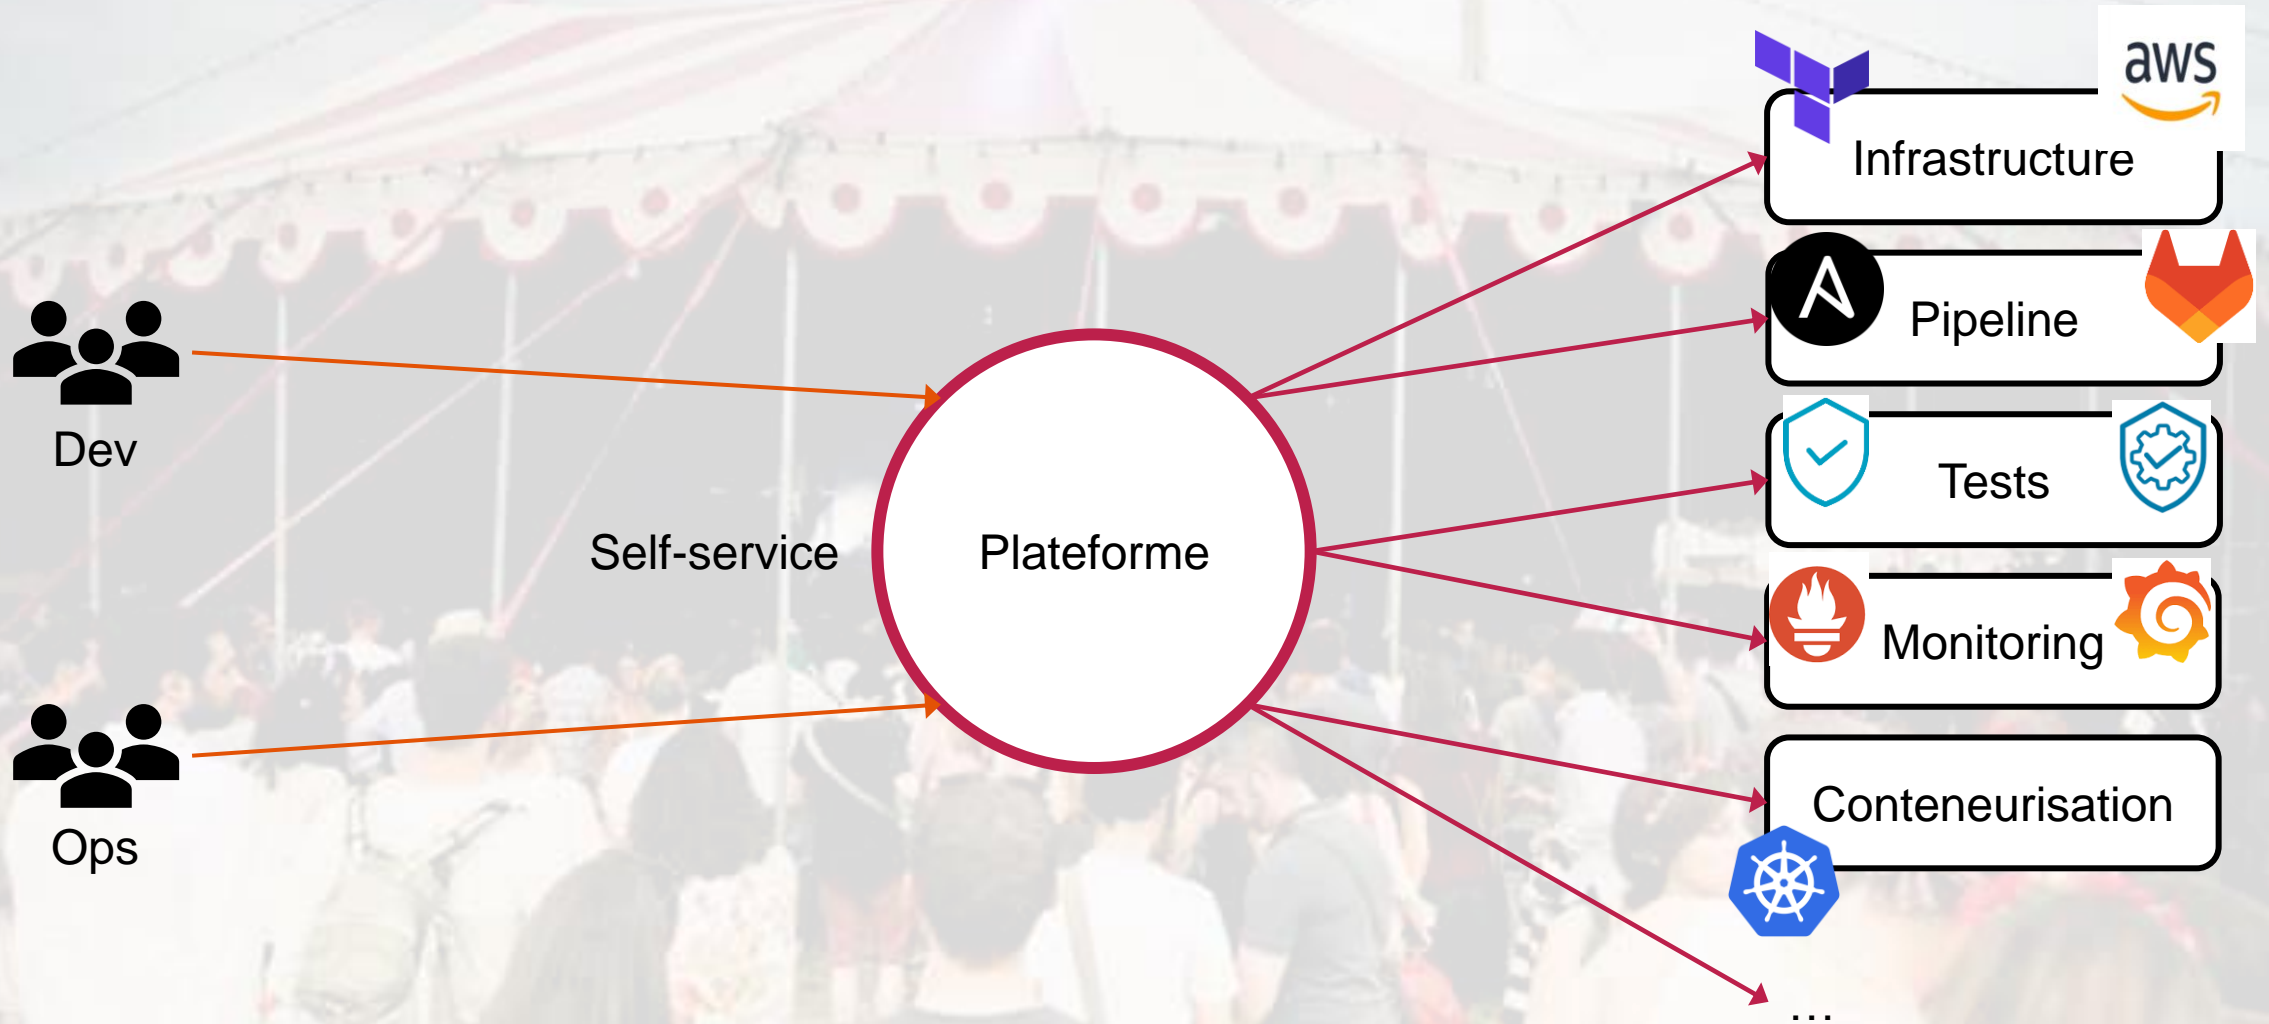 aws
Infrastructure
Pipeline
Dev
Tests
Self-service
Plateforme
Monitoring
Conteneurisation
Ops
...